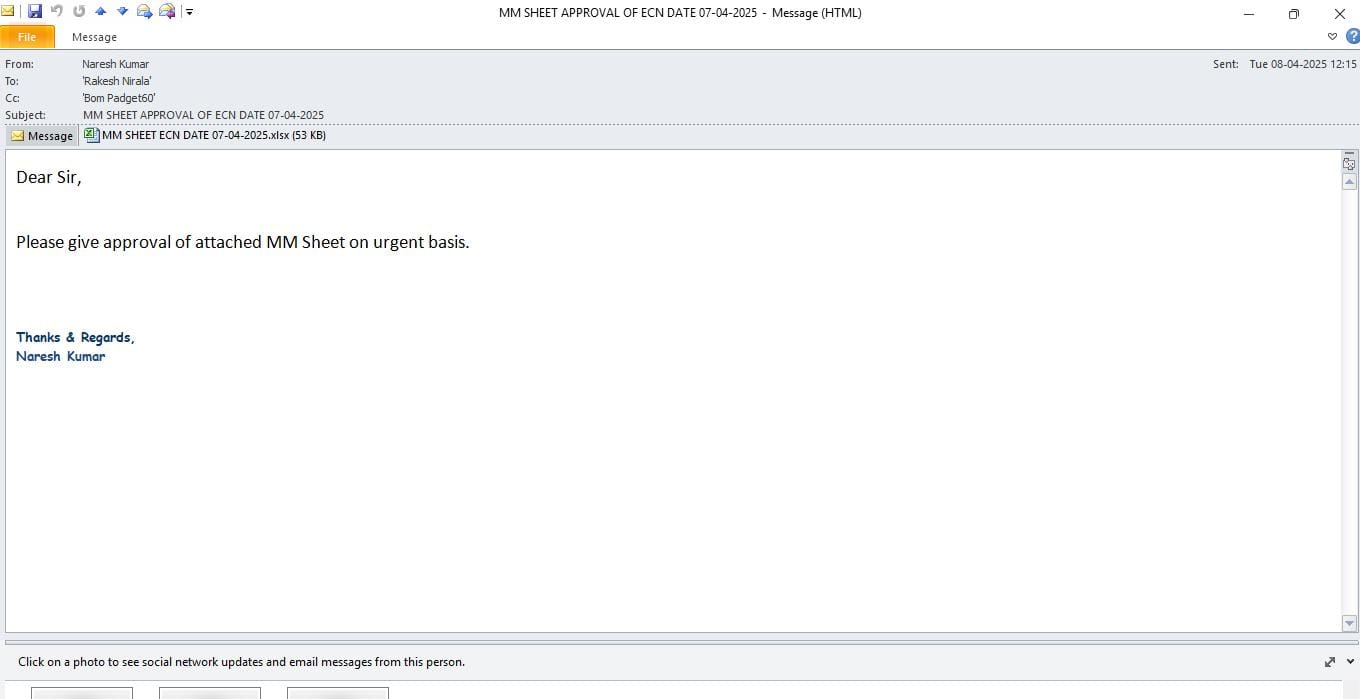 MM SHEET APPROVAL OF ECN DATE 07-04-2025 - Message (HTML)
File Message
From: Naresh Kumar Sent: Tue 08-04-2025 12:15
To: 'Rakesh Nirala'
Cc: 'Bom Padget60'
Subject: MM SHEET APPROVAL OF ECN DATE 07-04-2025
Message MM SHEET ECN DATE 07-04-2025.xlsx (53 KB)
Dear Sir,
Please give approval of attached MM Sheet on urgent basis.
Thanks & Regards,
Naresh Kumar
Click on a photo to see social network updates and email messages from this person.